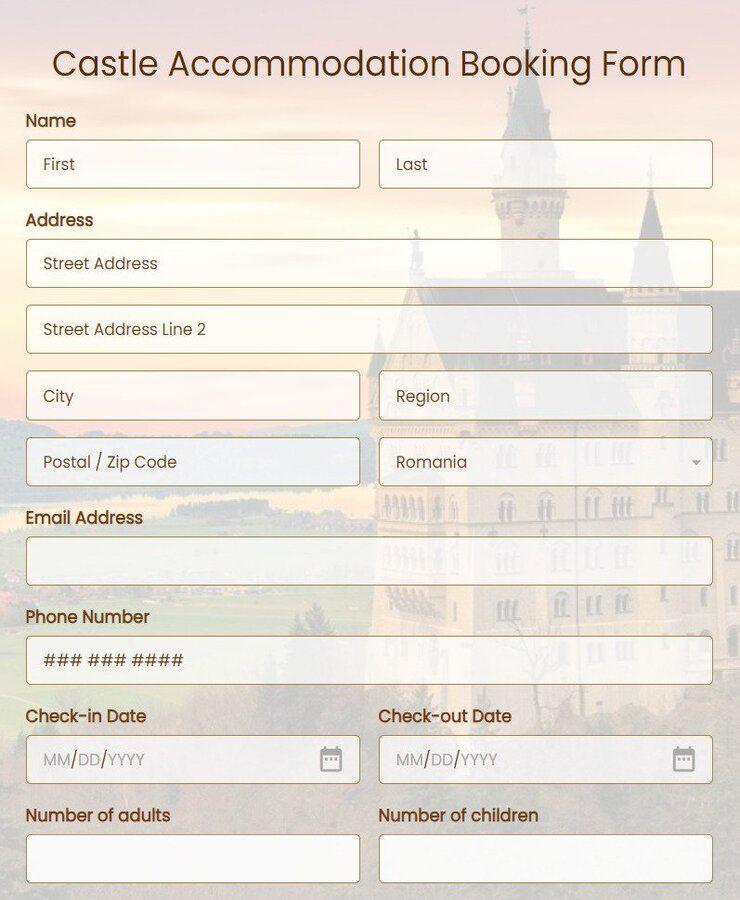 Castle Accommodation Booking Form
Name
First
Last
Address
Street Address
Street Address Line 2
City
Region
Postal / Zip Code
Romania
Email Address
Phone Number
### ### ####
Check-in Date
Check-out Date
MM/DD/YYYY
MM/DD/YYYY
Number of adults
Number of children